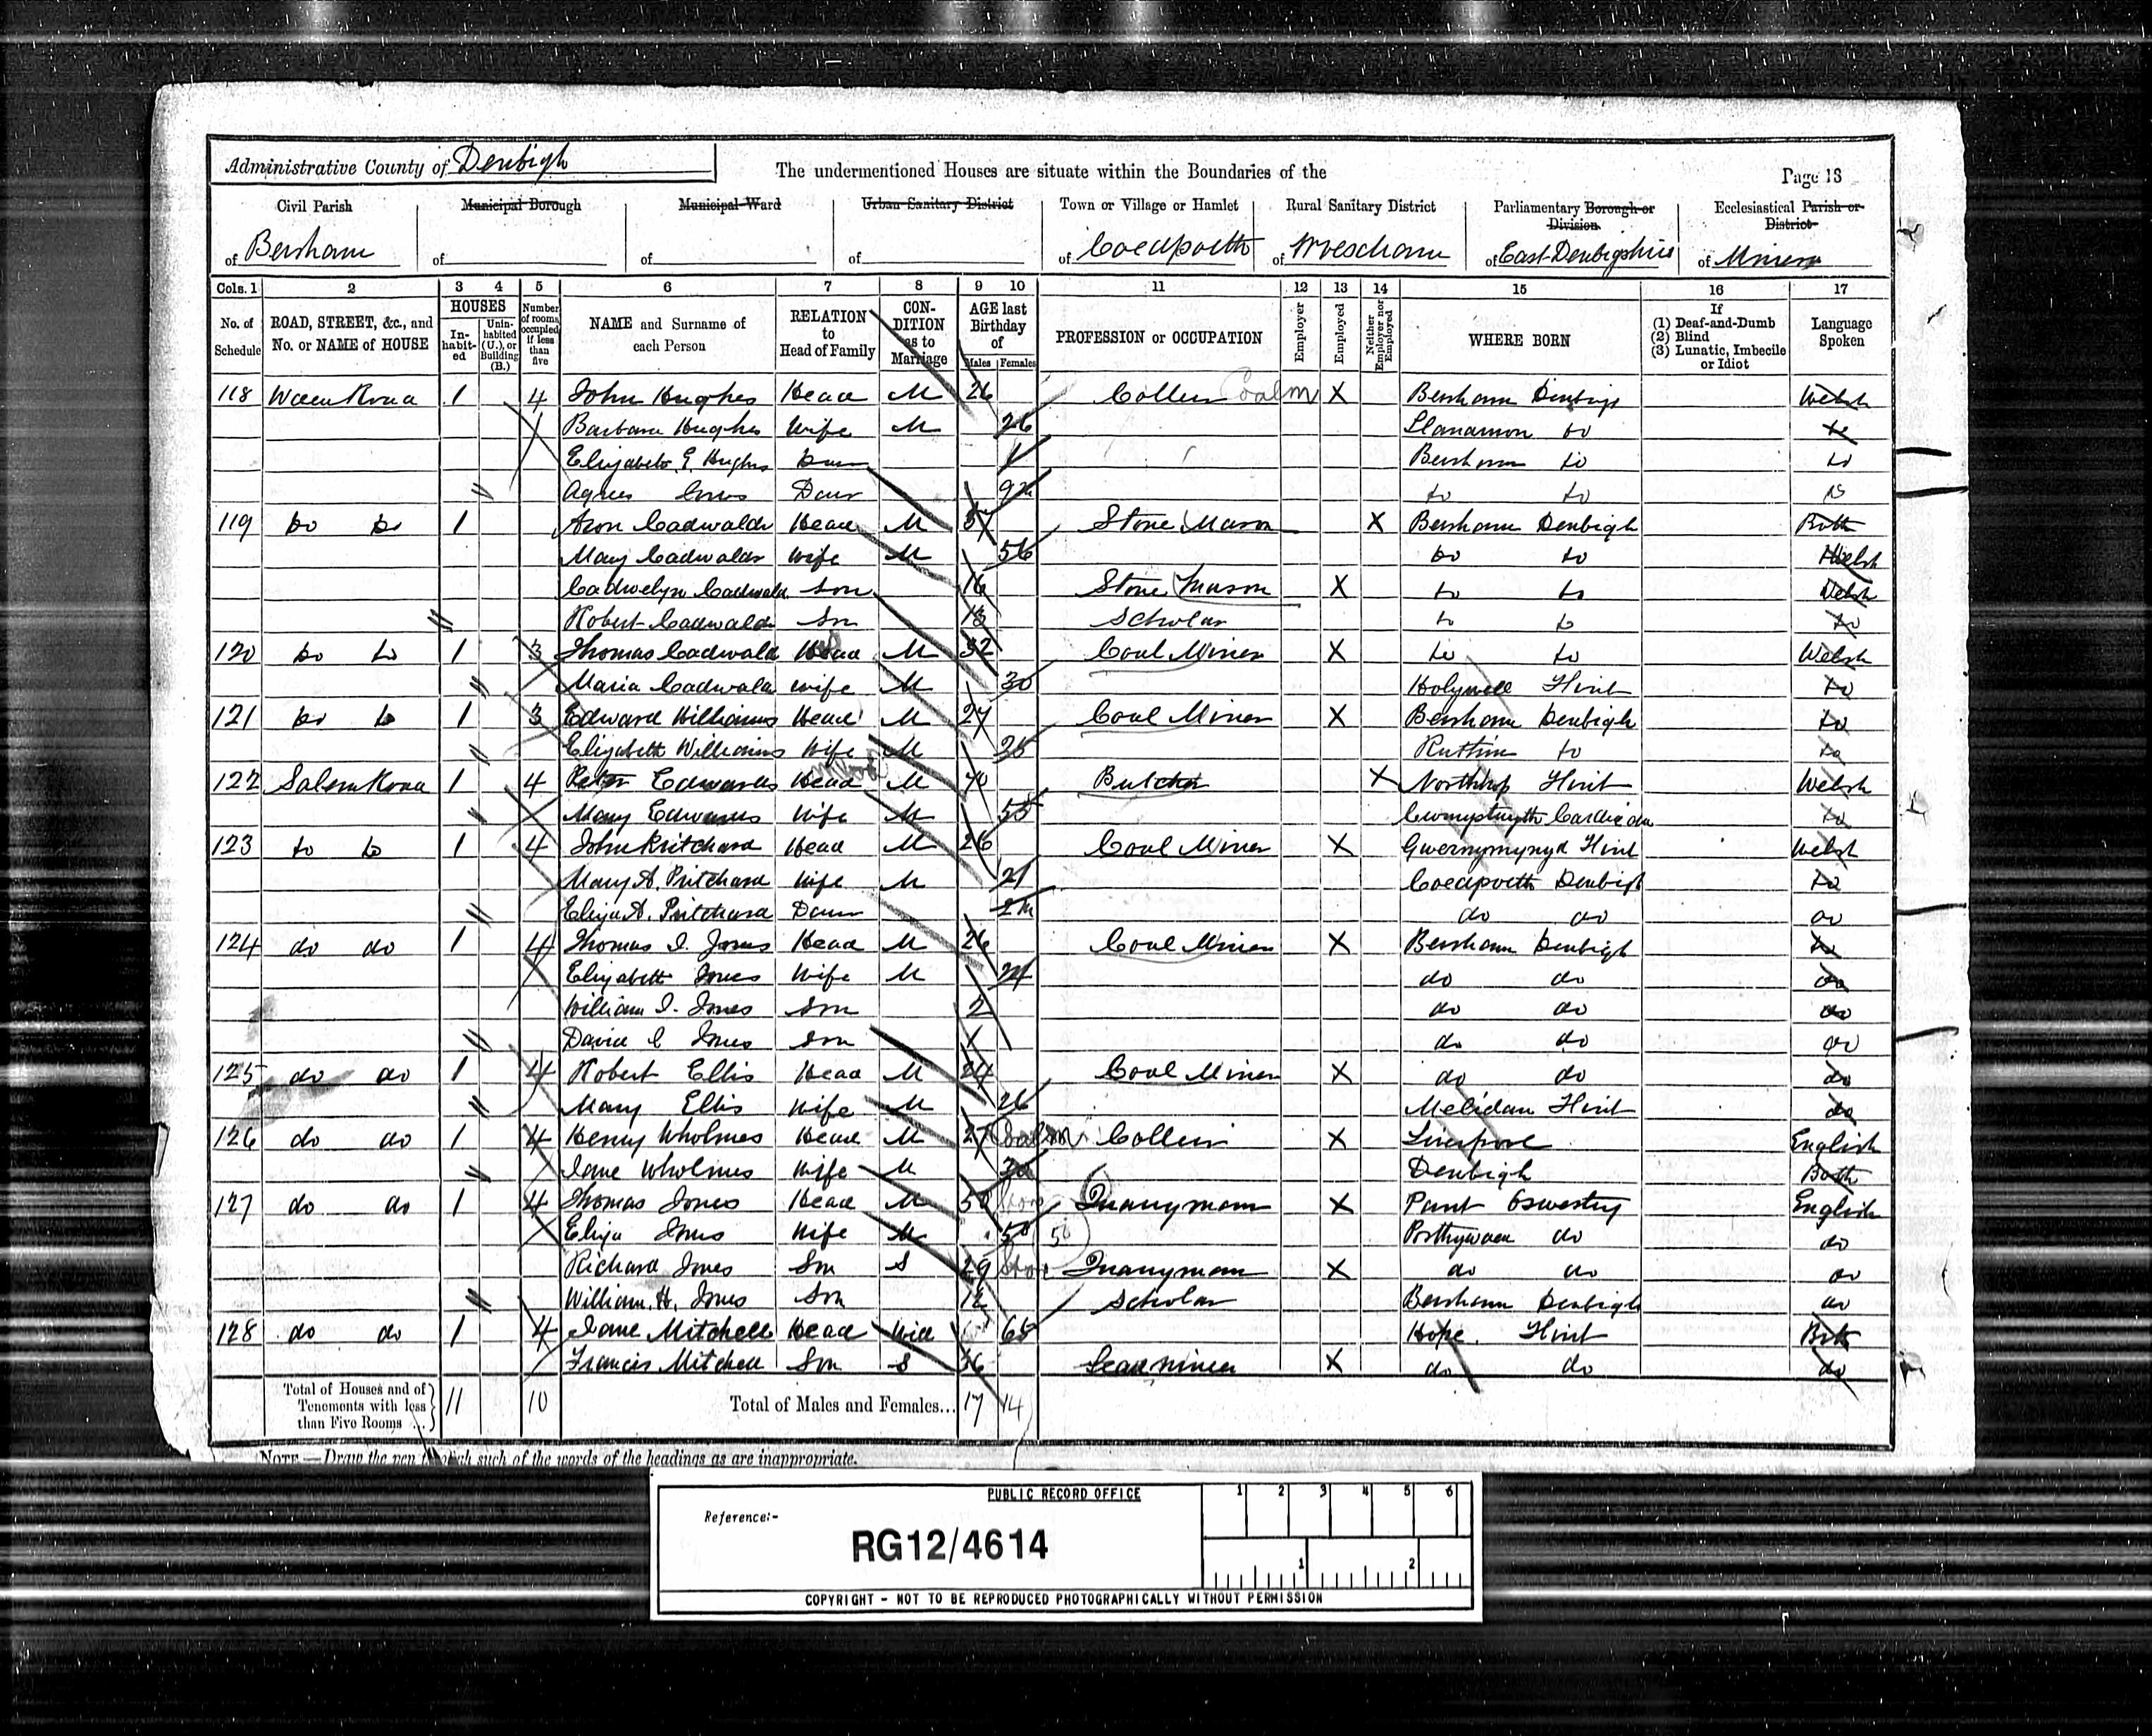 Administrative County of Denbigh
The undermentioned Houses are situate within the Boundaries of the
Page 13
Civil Parish
of Bersham
Municipal Borough
of
Municipal Ward
of
Urban Sanitary District
of
Town or Village or Hamlet
of Coedpoeth
Rural Sanitary District
of Wrexham
Parliamentary Borough or Division
of East Denbigshire
Ecclesiastical Parish or District
of Minera
Cols. 1 2 3 4 5 6 7 8 9 10 11 12 13 14 15 16 17
No. of Schedule
ROAD, STREET, &c., and No. or NAME of HOUSE
HOUSES
In-habit-ed
Unin-habited (U.), or Building (B.)
Number of rooms occupied if less than five
NAME and Surname of each Person
RELATION to Head of Family
CON-DITION as to Marriage
AGE last Birthday of
Males Females
PROFESSION or OCCUPATION
Employer
Employed
Neither Employer nor Employed
WHERE BORN
If
(1) Deaf-and-Dumb
(2) Blind
(3) Lunatic, Imbecile or Idiot
Language Spoken
118 Waen Road 1 4 John Hughes Head M 26 Collier Coal M X Bersham Denbigh Welsh
Barbara Hughes Wife M 26 Llanarmon do do
Elizabeth E. Hughes Daur 1 Bersham do do
Agnes Jones Daur 9m do do do
119 do do 1 Aron Cadwaldr Head M 57 Stone Mason X Bersham Denbigh Both
Mary Cadwaldr Wife M 56 do do Welsh
Cadwelyn Cadwald Son 16 Stone Mason X do do Welsh
Robert Cadwaldr Son 13 Scholar do do do
120 do do 1 3 Thomas Cadwald Head M 32 Coal Miner X do do Welsh
Maria Cadwalar Wife M 30 Holywell Flint do
121 do do 1 3 Edward Williams Head M 27 Coal Miner X Bersham Denbigh do
Elizabeth Williams Wife M 25 Ruthin do do
122 Salem Road 1 4 Peter Edwards Head M 70 Butcher X Northop Flint Welsh
Mary Edwards Wife M 55 Cwmystwyth Cardigan do
123 do do 1 4 John Pritchard Head M 26 Coal Miner X Gwernymynyd Flint Welsh
Mary A. Pritchard Wife M 21 Coedpoeth Denbigh do
Eliza A. Pritchard Daur 2m do do do
124 do do 1 4 Thomas I. Jones Head M 26 Coal Miner X Bersham Denbigh do
Elizabeth Jones Wife M 24 do do do
William I. Jones Son 2 do do do
David C Jones Son 1 do do do
125 do do 1 4 Robert Ellis Head M 24 Coal Miner X do do do
Mary Ellis Wife M 26 Melidan Flint do
126 do do 1 4 Henry Wholmes Head M 27 Coal M Collier X Liverpool English
Jane Wholmes Wife M 30 Denbigh Both
127 do do 1 4 Thomas Jones Head M 50 Quarryman X Pant Oswestry English
Eliza Jones Wife M 50 50 Porthywaen do do
Richard Jones Son S 29 Quarryman X do do do
William. H. Jones Son 12 Scholar Bersham Denbigh do
128 do do 1 4 Jane Mitchell Head Wid 65 Hope Flint Both
Francis Mitchell Son S 36 Lead miner X do do do
Total of Houses and of Tenements with less than Five Rooms ... 11 10 Total of Males and Females... 17 14
NOTE.—Draw the pen through such of the words of the headings as are inappropriate.
PUBLIC RECORD OFFICE
Reference:-
RG12/4614
1 2 3 4 5 6
1 2
COPYRIGHT - NOT TO BE REPRODUCED PHOTOGRAPHICALLY WITHOUT PERMISSION